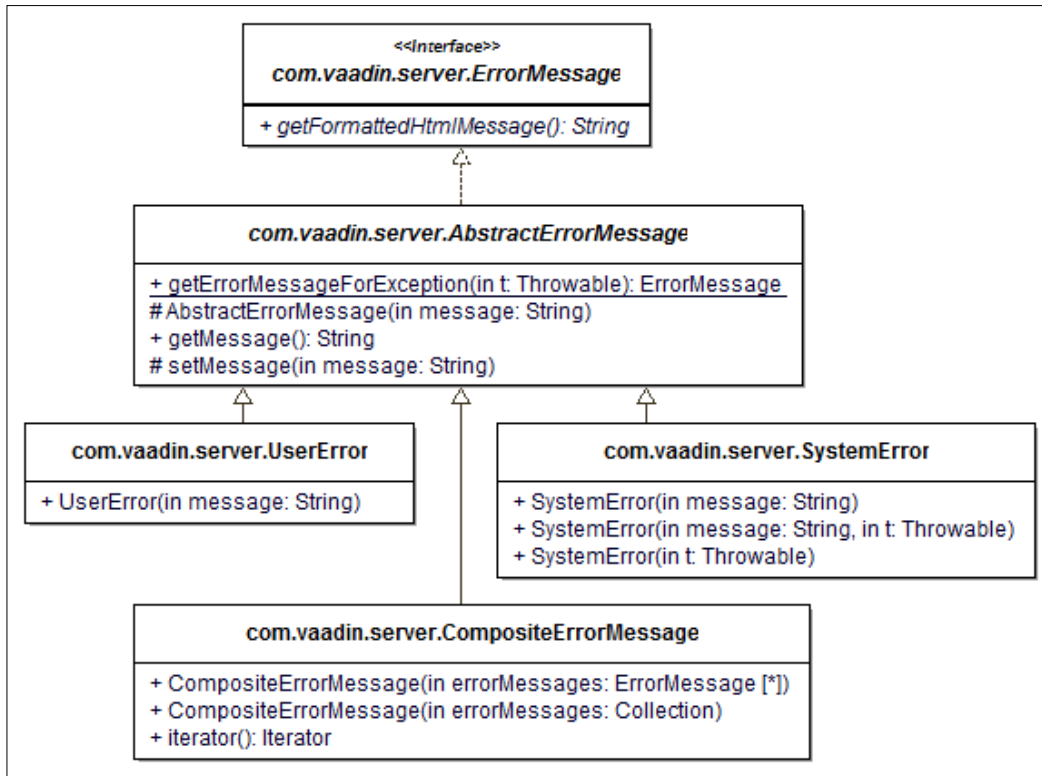 <<Interface>>
com.vaadin.server.ErrorMessage
+ getFormattedHtmlMessage(): String
com.vaadin.server.AbstractErrorMessage
+ getErrorMessageForException(in t: Throwable): ErrorMessage
# AbstractErrorMessage(in message: String)
+ getMessage(): String
# setMessage(in message: String)
com.vaadin.server.UserError
+ UserError(in message: String)
com.vaadin.server.SystemError
+ SystemError(in message: String)
+ SystemError(in message: String, in t: Throwable)
+ SystemError(in t: Throwable)
com.vaadin.server.CompositeErrorMessage
+ CompositeErrorMessage(in errorMessages: ErrorMessage [*])
+ CompositeErrorMessage(in errorMessages: Collection)
+ iterator(): Iterator